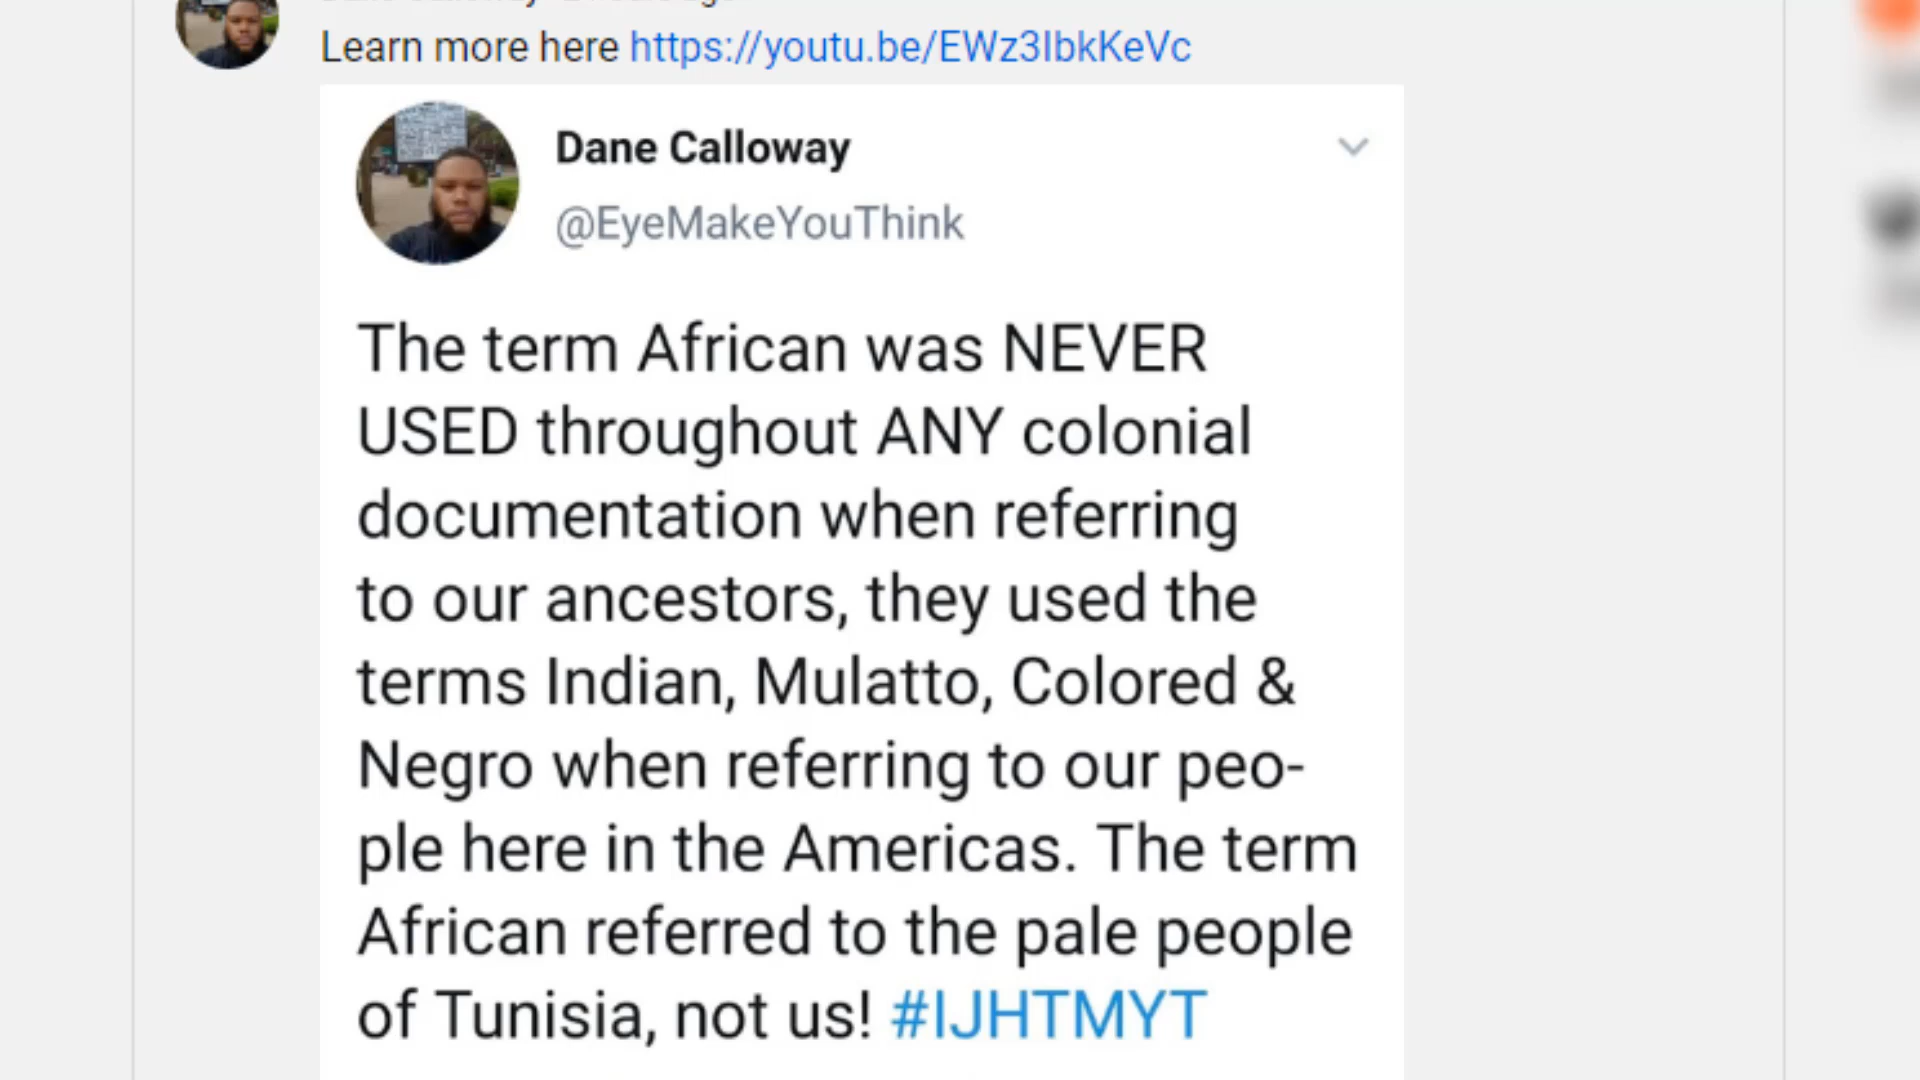 Learn more here https://youtu.be/EWz3IbkKeVc
Dane Calloway
@EyeMakeYouThink
The term African was NEVER
USED throughout ANY colonial
documentation when referring
to our ancestors, they used the
terms Indian, Mulatto, Colored &
Negro when referring to our peo-
ple here in the Americas. The term
African referred to the pale people
of Tunisia, not us! #IJHTMYT